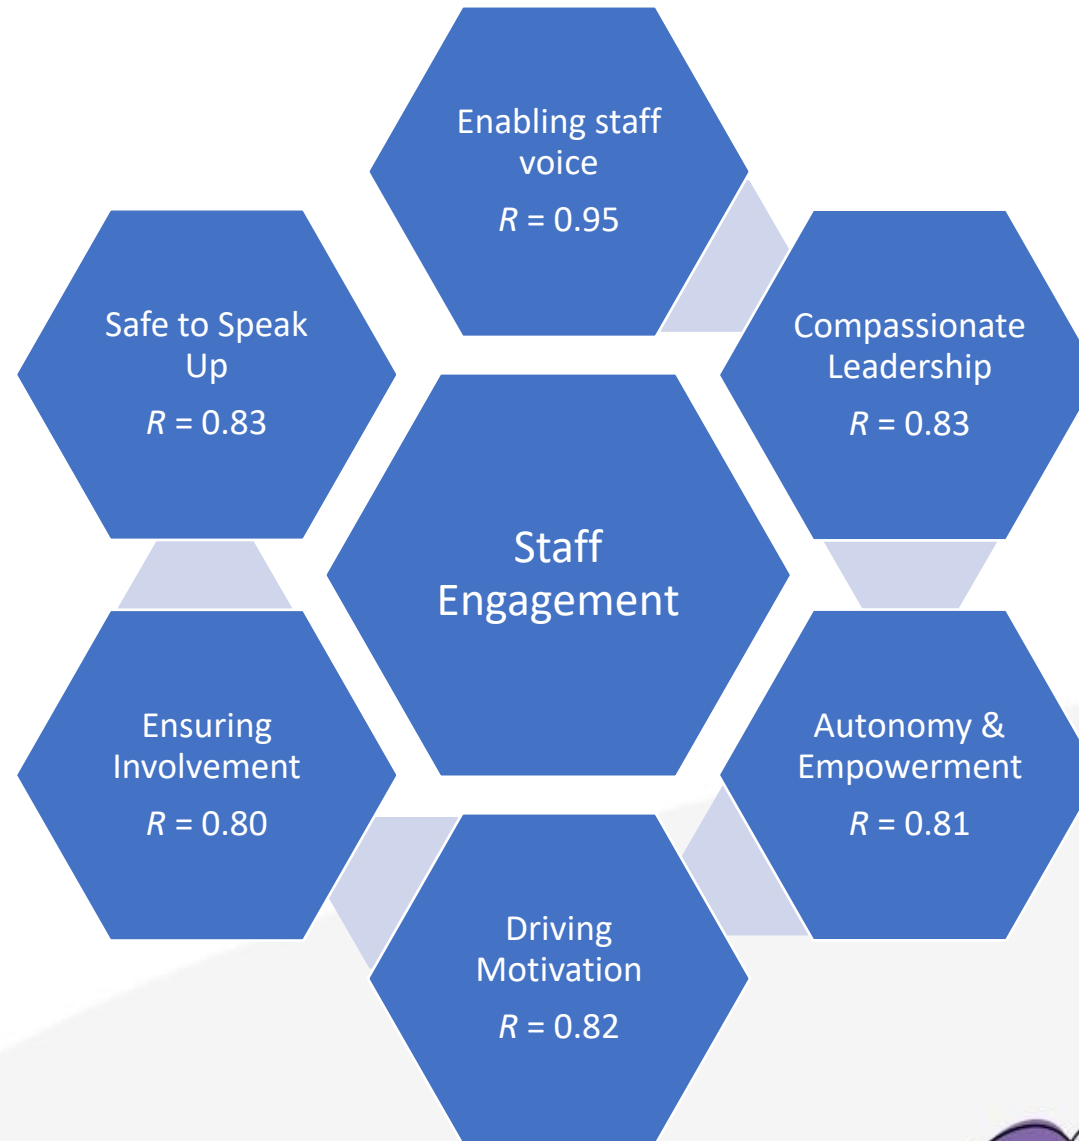 Enabling staff
voice
R = 0.95
Safe to Speak
Up
R = 0.83
Compassionate
Leadership
R = 0.83
Staff
Engagement
Ensuring
Involvement
R = 0.80
Autonomy &
Empowerment
R = 0.81
Driving
Motivation
R = 0.82